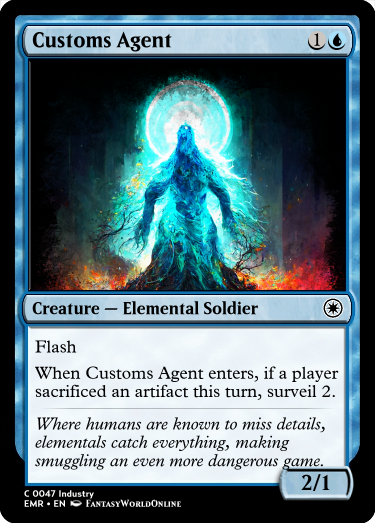 Customs Agent 1
Creature — Elemental Soldier
Flash
When Customs Agent enters, if a player
sacrificed an artifact this turn, surveil 2.
Where humans are known to miss details,
elementals catch everything, making
smuggling an even more dangerous game.
2/1
C 0047 Industry
EMR • EN FantasyWorldOnline